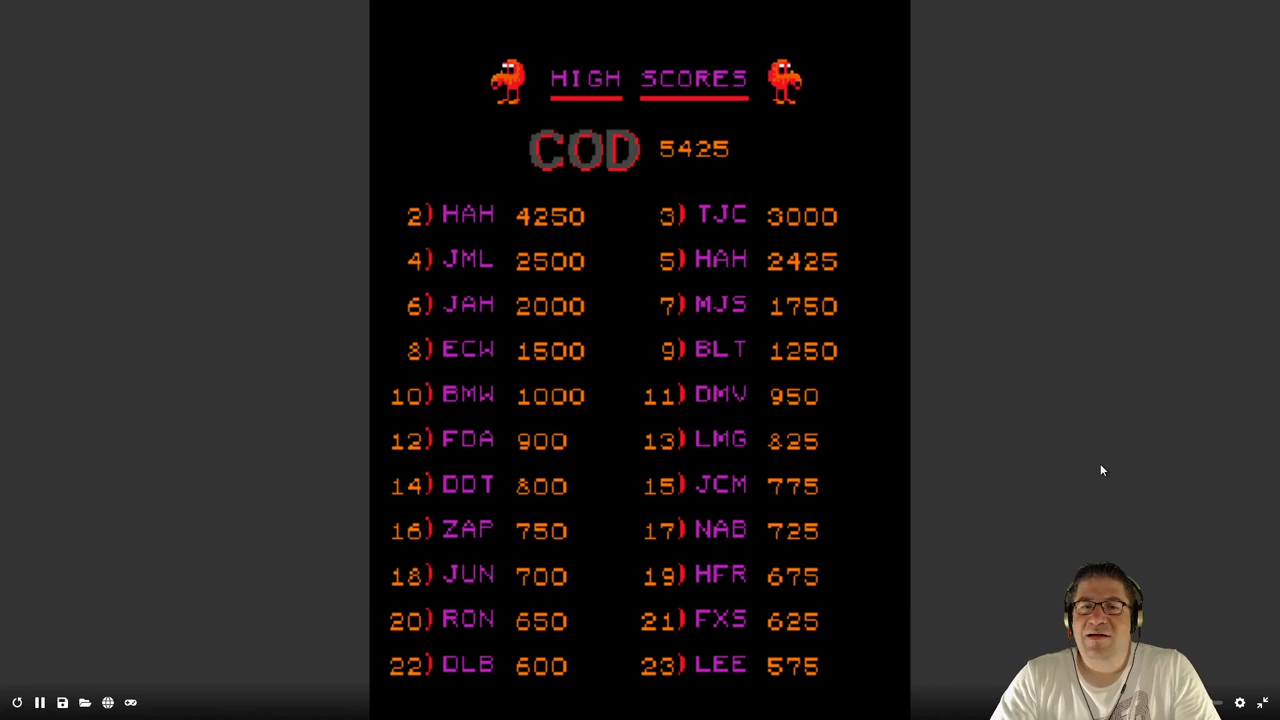 HIGH SCORES
COD 5425
2) HAH 4250 3) TJC 3000
4) JML 2500 5) HAH 2425
6) JAH 2000 7) MJS 1750
8) ECW 1500 9) BLT 1250
10) BMW 1000 11) DMV 950
12) FDA 900 13) LMG 825
14) DDT 800 15) JCM 775
16) ZAP 750 17) NAB 725
18) JUN 700 19) HFR 675
20) RON 650 21) FXS 625
22) DLB 600 23) LEE 575